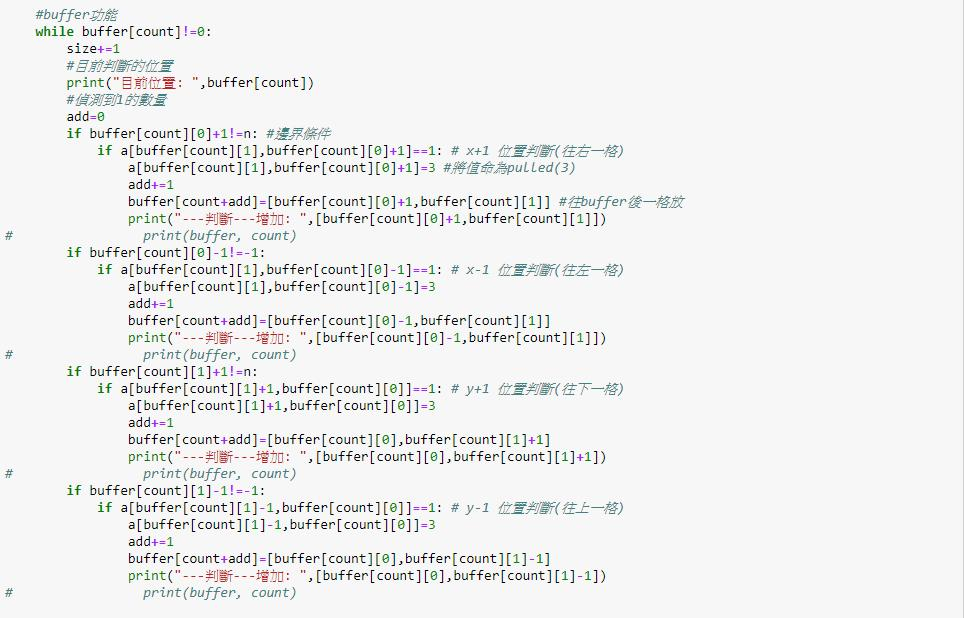 #buffer功能
while buffer[count]!=0:
size+=1
#目前判斷的位置
print("目前位置: ",buffer[count])
#偵測到1的數量
add=0
if buffer[count][0]+1!=n: #邊界條件
if a[buffer[count][1],buffer[count][0]+1]==1: # x+1 位置判斷(往右一格)
a[buffer[count][1],buffer[count][0]+1]=3 #將值命為pulled(3)
add+=1
buffer[count+add]=[buffer[count][0]+1,buffer[count][1]] #往buffer後一格放
print("---判斷---增加: ",[buffer[count][0]+1,buffer[count][1]])
# print(buffer, count)
if buffer[count][0]-1!=-1:
if a[buffer[count][1],buffer[count][0]-1]==1: # x-1 位置判斷(往左一格)
a[buffer[count][1],buffer[count][0]-1]=3
add+=1
buffer[count+add]=[buffer[count][0]-1,buffer[count][1]]
print("---判斷---增加: ",[buffer[count][0]-1,buffer[count][1]])
# print(buffer, count)
if buffer[count][1]+1!=n:
if a[buffer[count][1]+1,buffer[count][0]]==1: # y+1 位置判斷(往下一格)
a[buffer[count][1]+1,buffer[count][0]]=3
add+=1
buffer[count+add]=[buffer[count][0],buffer[count][1]+1]
print("---判斷---增加: ",[buffer[count][0],buffer[count][1]+1])
# print(buffer, count)
if buffer[count][1]-1!=-1:
if a[buffer[count][1]-1,buffer[count][0]]==1: # y-1 位置判斷(往上一格)
a[buffer[count][1]-1,buffer[count][0]]=3
add+=1
buffer[count+add]=[buffer[count][0],buffer[count][1]-1]
print("---判斷---增加: ",[buffer[count][0],buffer[count][1]-1])
# print(buffer, count)